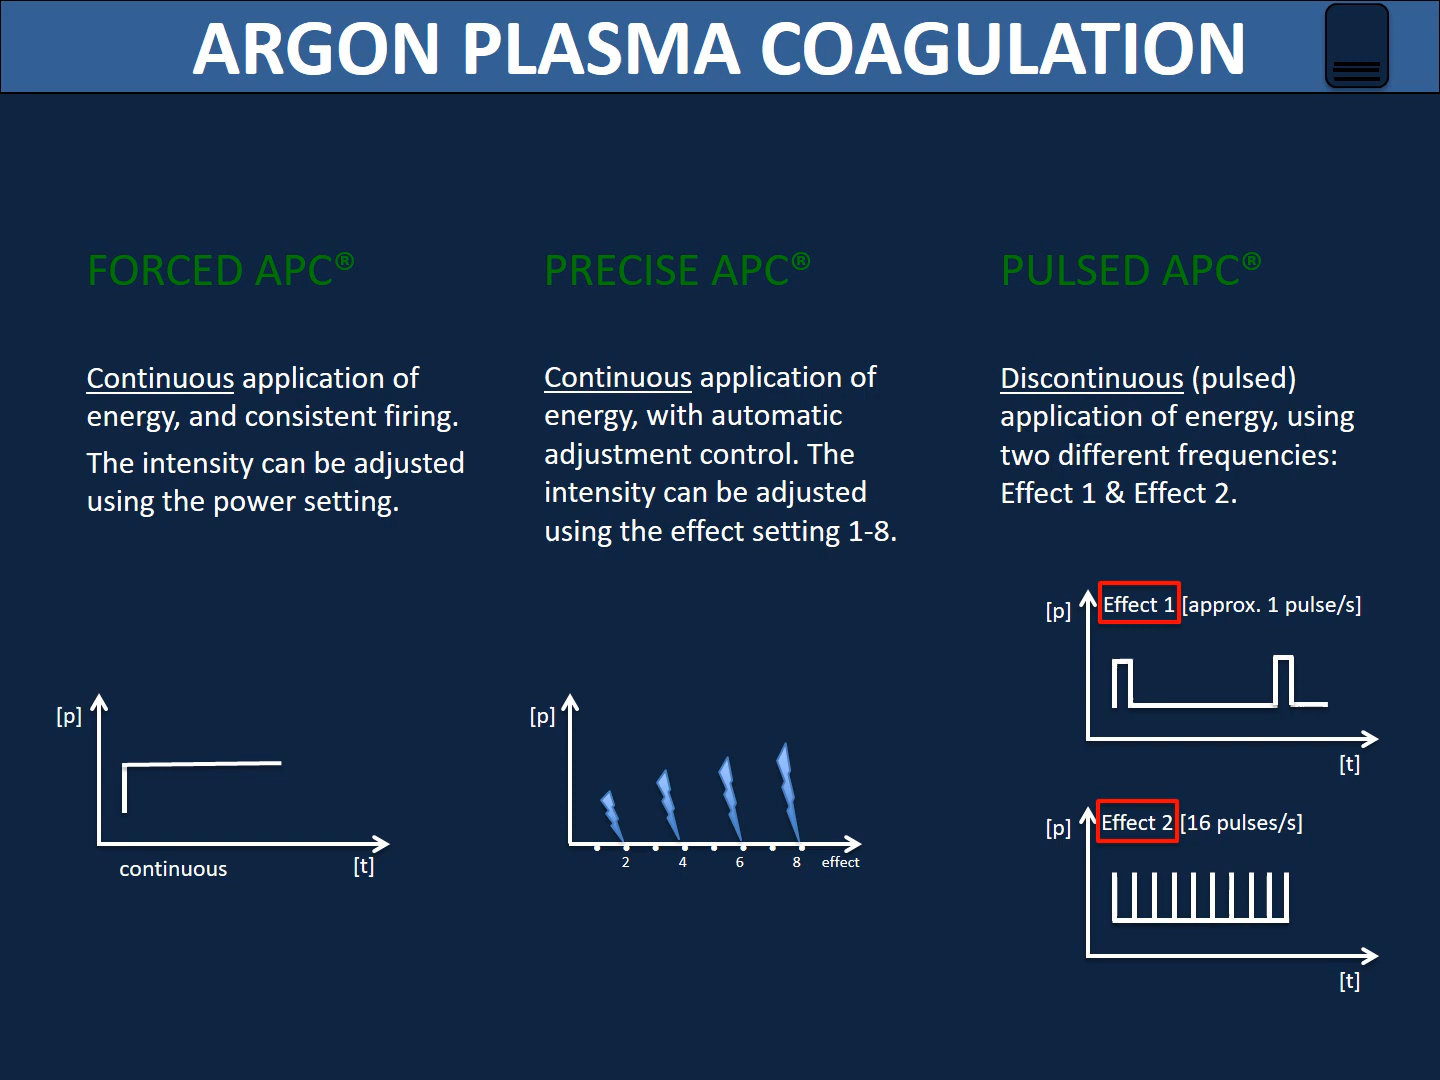 ARGON PLASMA COAGULATION
FORCED APC®
Continuous application of
energy, and consistent firing.
The intensity can be adjusted
using the power setting.
[p]
continuous
[t]
PRECISE APC®
Continuous application of
energy, with automatic
adjustment control. The
intensity can be adjusted
using the effect setting 1-8.
[p]
2 4 6 8 effect
PULSED APC®
Discontinuous (pulsed)
application of energy, using
two different frequencies:
Effect 1 & Effect 2.
[p] Effect 1 [approx. 1 pulse/s]
[t]
[p] Effect 2 [16 pulses/s]
[t]